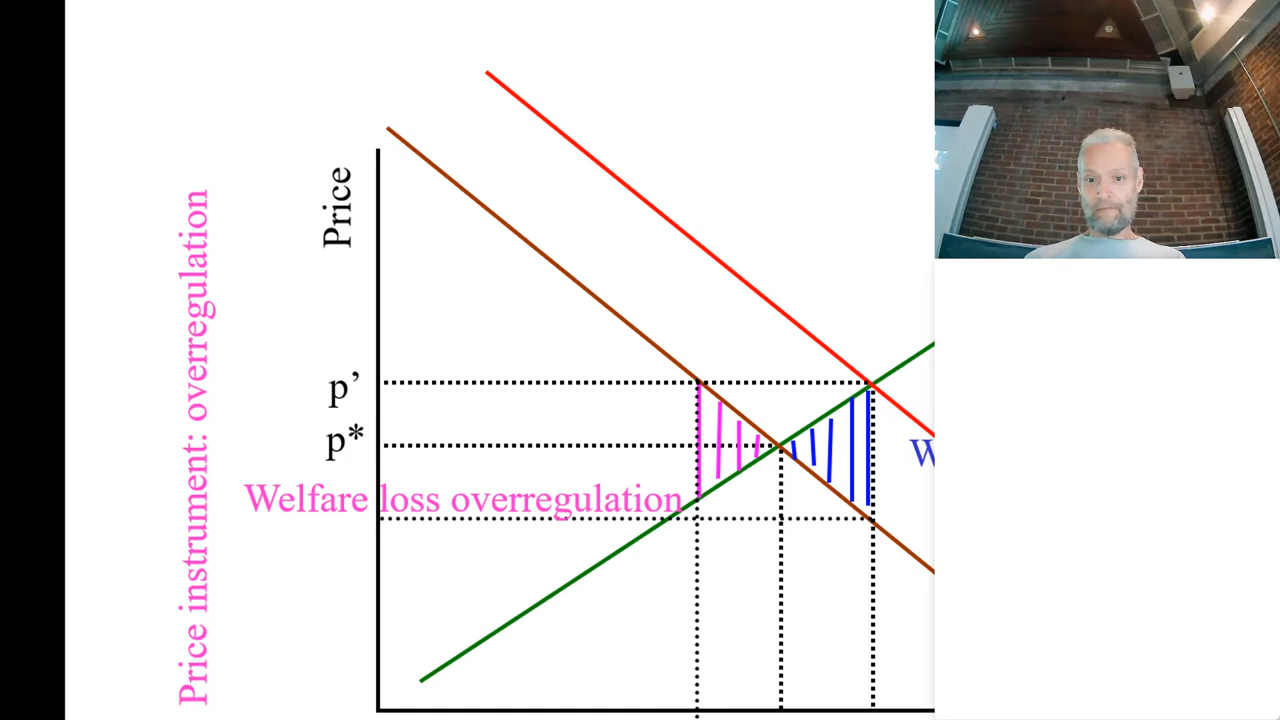 Price instrument: overregulation
Price
p’
p*
W
Welfare loss overregulation